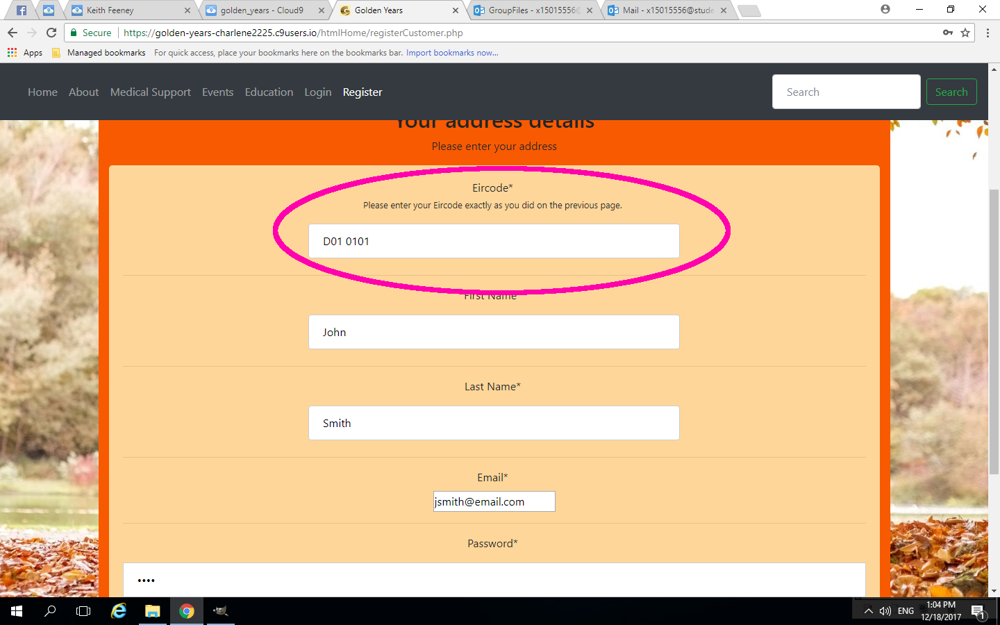 Keith Feeney
golden_years - Cloud9
Golden Years
GroupFiles - x15015556@
Mail - x15015556@stude
Secure
https://golden-years-charlene2225.c9users.io/htmlHome/registerCustomer.php
Apps
Managed bookmarks
For quick access, place your bookmarks here on the bookmarks bar. Import bookmarks now...
Home
About
Medical Support
Events
Education
Login
Register
Search
Search
Your address details
Please enter your address
Eircode*
Please enter your Eircode exactly as you did on the previous page.
D01 0101
First Name
John
Last Name*
Smith
Email*
jsmith@email.com
Password*
ENG
1:04 PM
12/18/2017
1